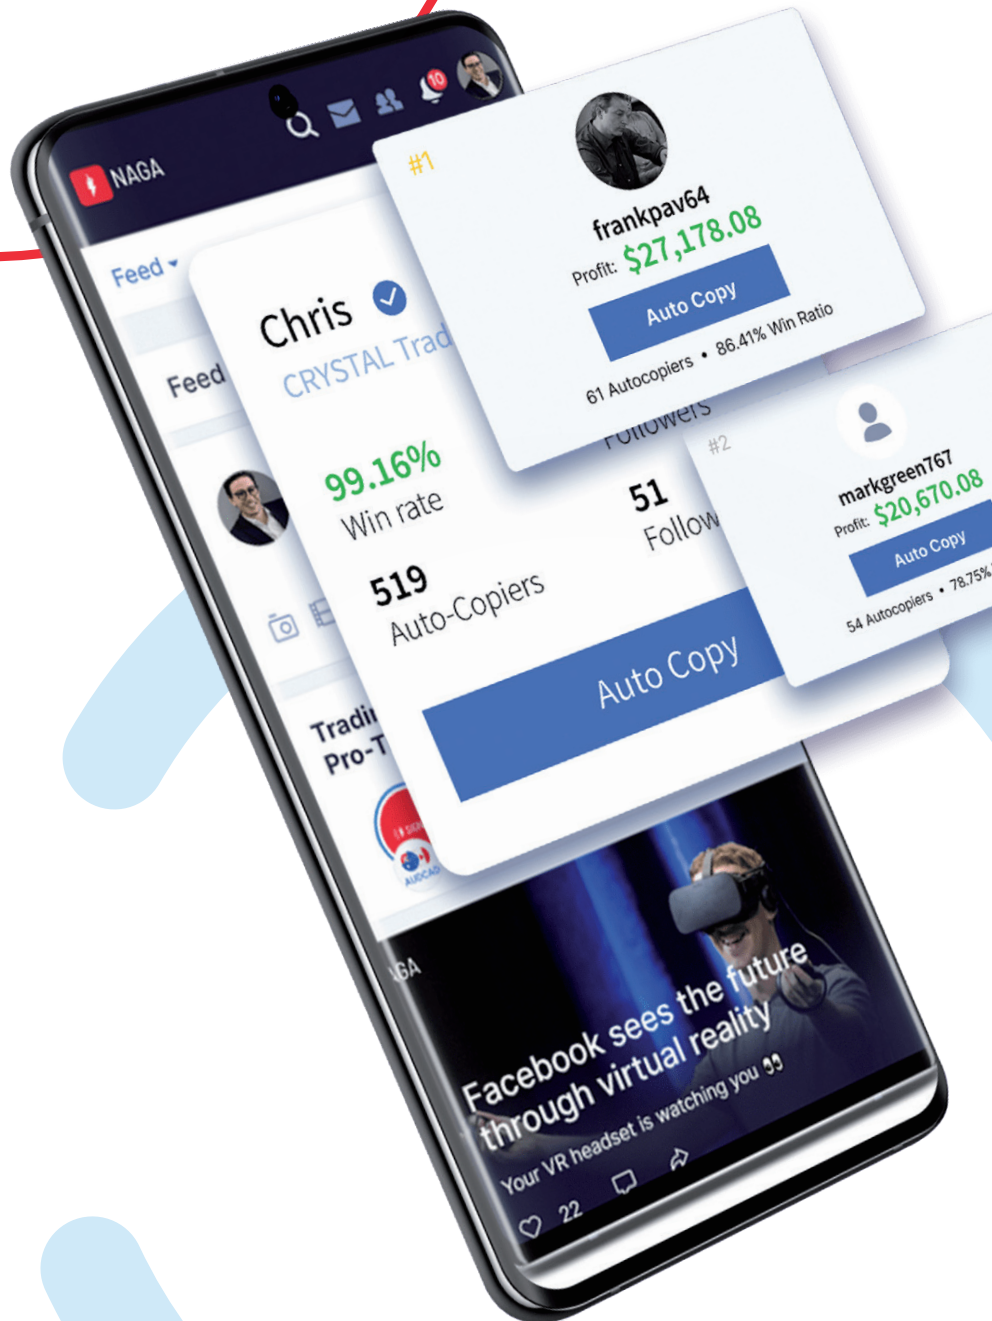 10
NAGA
Feed
Feed
#1
frankpav64
Profit: $27,178.08
Auto Copy
61 Autocopiers • 86.41% Win Ratio
Chris
CRYSTAL Trad
99.16%
Win rate
Followers
51
Follow
519
Auto-Copiers
Auto Copy
#2
markgreen767
Profit: $20,670.08
Auto Copy
54 Autocopiers • 78.75%
Tradin
Pro-T
AUDCAD
Facebook sees the future
through virtual reality
Your VR headset is watching you 👀
22